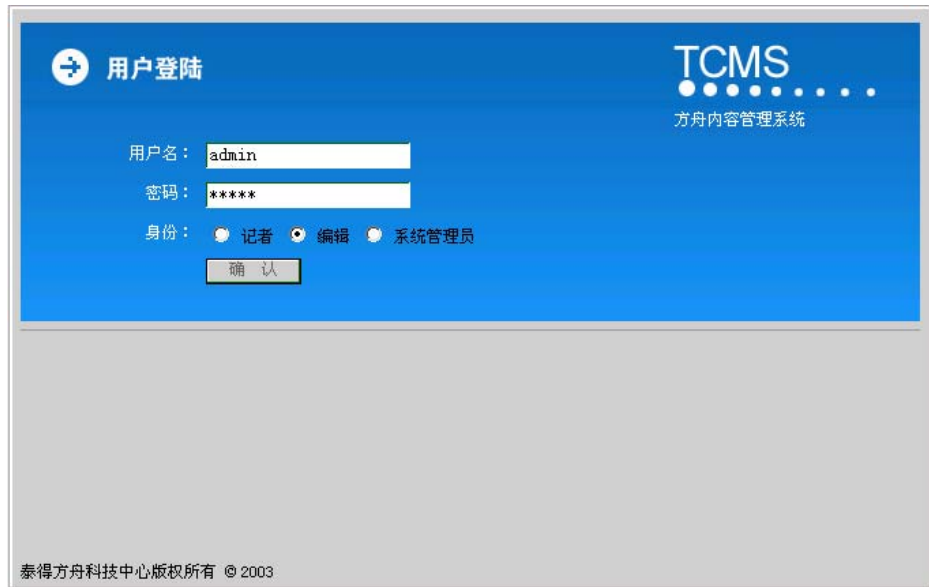 用户登陆
TCMS
方舟内容管理系统
用户名： admin
密码： *****
身份： 记者 编辑 系统管理员
确 认
泰得方舟科技中心版权所有 © 2003